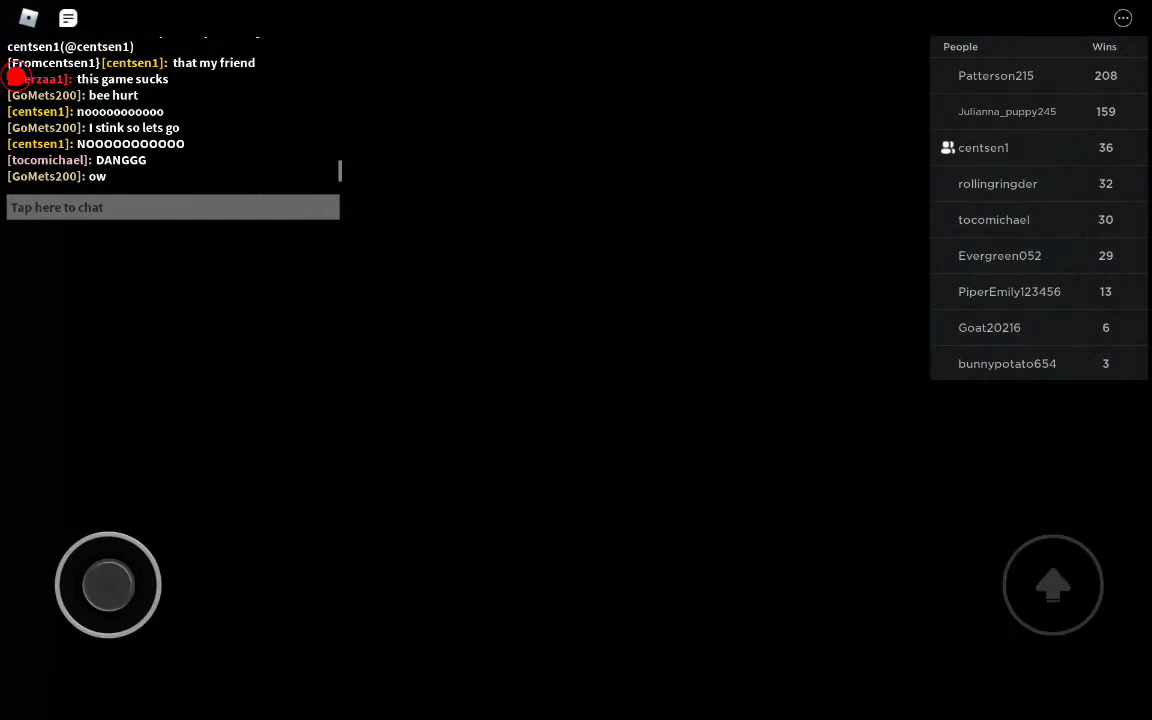 centsen1(@centsen1)
{Fromcentsen1}[centsen1]: that my friend
this game sucks
[GoMets200]: bee hurt
[centsen1]: nooooooooooo
[GoMets200]: I stink so lets go
[centsen1]: NOOOOOOOOOOO
[tocomichael]: DANGGG
[GoMets200]: ow
Tap here to chat
People Wins
Patterson215 208
Julianna_puppy245 159
centsen1 36
rollingringder 32
tocomichael 30
Evergreen052 29
PiperEmily123456 13
Goat20216 6
bunnypotato654 3